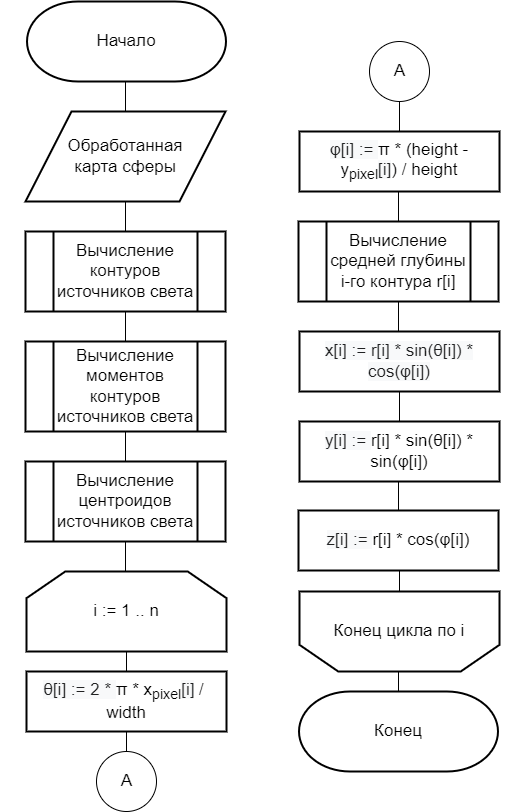 Начало
Обработанная
карта сферы
Вычисление
контуров
источников света
Вычисление
моментов
контуров
источников света
Вычисление
центроидов
источников света
i := 1 .. n
θ[i] := 2 * π * xpixel[i] /
width
A
A
φ[i] := π * (height -
ypixel[i]) / height
Вычисление
средней глубины
i-го контура r[i]
x[i] := r[i] * sin(θ[i]) *
cos(φ[i])
y[i] := r[i] * sin(θ[i]) *
sin(φ[i])
z[i] := r[i] * cos(φ[i])
Конец цикла по i
Конец